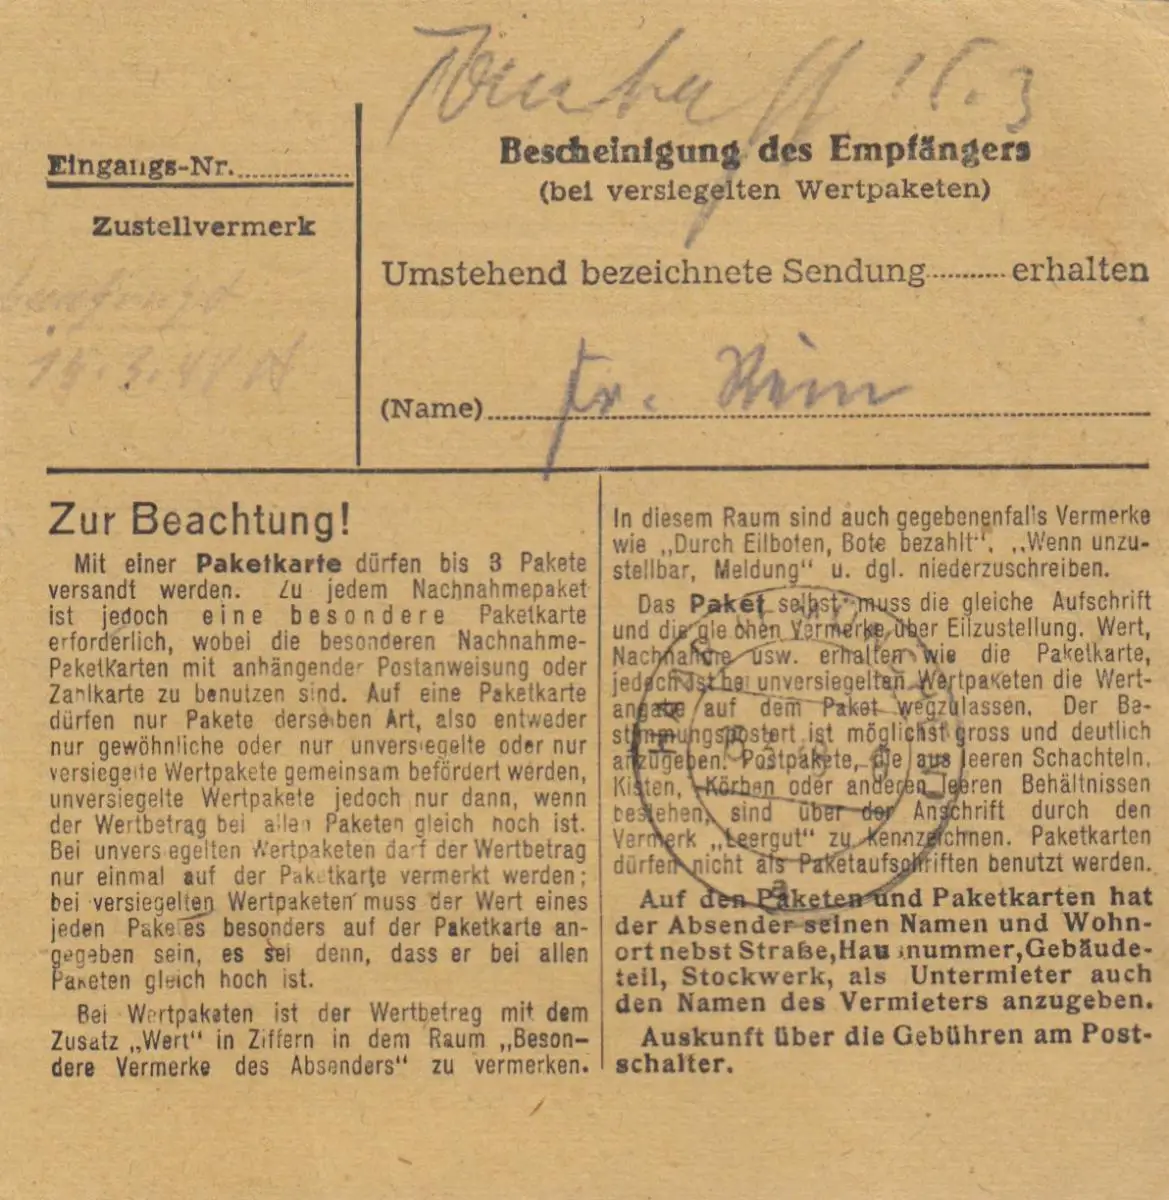 15. 3
Eingangs-Nr.
Zustellvermerk
Bescheinigung des Empfängers
(bei versiegelten Wertpaketen)
Umstehend bezeichnete Sendung erhalten
15. 3. 48
(Name) Fr.
Zur Beachtung!
Mit einer Paketkarte dürfen bis 3 Pakete
versandt werden. Zu jedem Nachnahmepaket
ist jedoch eine besondere Paketkarte
erforderlich, wobei die besonderen Nachnahme-
Paketkarten mit anhängender Postanweisung oder
Zahlkarte zu benutzen sind. Auf eine Paketkarte
dürfen nur Pakete derselben Art, also entweder
nur gewöhnliche oder nur unversiegelte oder nur
versiegelte Wertpakete gemeinsam befördert werden,
unversiegelte Wertpakete jedoch nur dann, wenn
der Wertbetrag bei allen Paketen gleich hoch ist.
Bei unversiegelten Wertpaketen darf der Wertbetrag
nur einmal auf der Paketkarte vermerkt werden;
bei versiegelten Wertpaketen muss der Wert eines
jeden Paketes besonders auf der Paketkarte an-
gegeben sein, es sei denn, dass er bei allen
Paketen gleich hoch ist.
Bei Wertpaketen ist der Wertbetrag mit dem
Zusatz „Wert“ in Ziffern in dem Raum „Beson-
dere Vermerke des Absenders“ zu vermerken.
In diesem Raum sind auch gegebenenfalls Vermerke
wie „Durch Eilboten, Bote bezahlt“, „Wenn unzu-
stellbar, Meldung“ u. dgl. niederzuschreiben.
Das Paket selbst muss die gleiche Aufschrift
und die gleichen Vermerke über Eilzustellung. Wert,
Nachnahme usw. erhalten wie die Paketkarte,
jedoch ist bei unversiegelten Wertpaketen die Wert-
angabe auf dem Paket wegzulassen. Der Be-
stimmungspostort ist möglichst gross und deutlich
anzugeben. Postpakete, die aus leeren Schachteln,
Kisten, Körben oder anderen leeren Behältnissen
bestehen, sind über der Anschrift durch den
Vermerk „Leergut“ zu kennzeichnen. Paketkarten
dürfen nicht als Paketaufschriften benutzt werden.
Auf den Paketen und Paketkarten hat
der Absender seinen Namen und Wohn-
ort nebst Straße, Hausnummer, Gebäude-
teil, Stockwerk, als Untermieter auch
den Namen des Vermieters anzugeben.
Auskunft über die Gebühren am Post-
schalter.